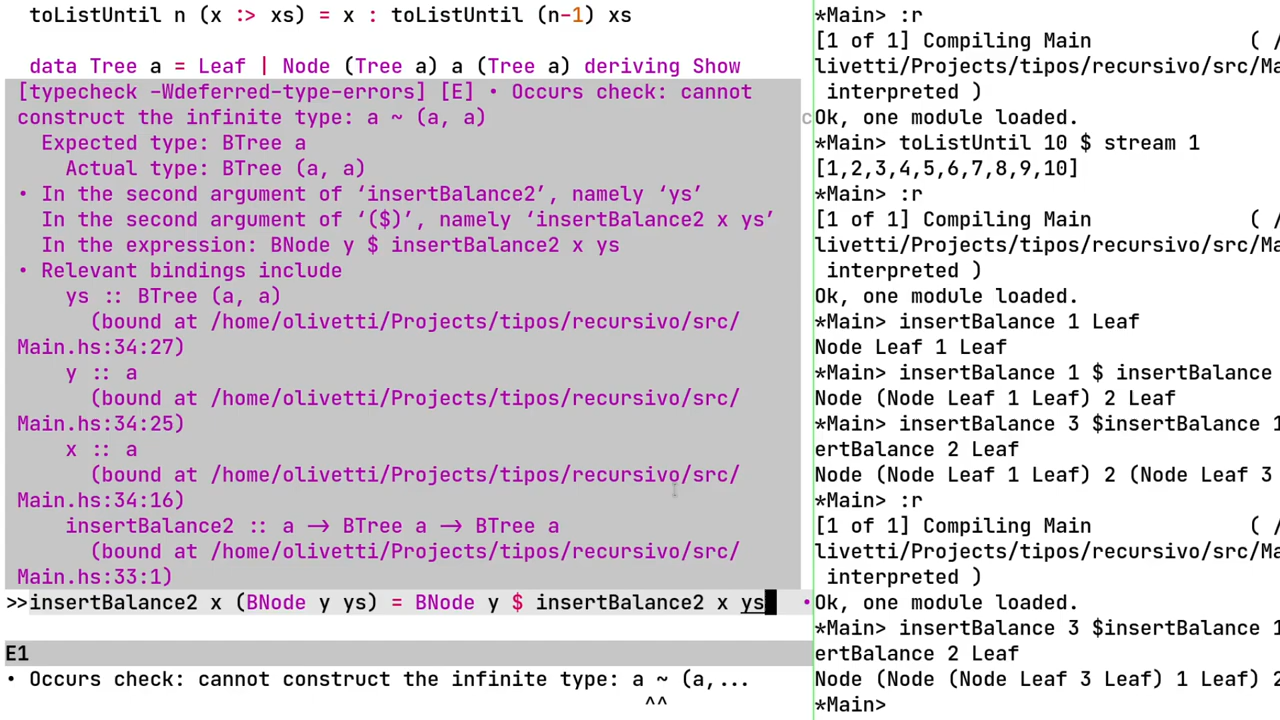 toListUntil n (x :> xs) = x : toListUntil (n-1) xs
data Tree a = Leaf | Node (Tree a) a (Tree a) deriving Show
[typecheck -Wdeferred-type-errors] [E] • Occurs check: cannot
construct the infinite type: a ~ (a, a)
Expected type: BTree a
Actual type: BTree (a, a)
• In the second argument of ‘insertBalance2’, namely ‘ys’
In the second argument of ‘($)’, namely ‘insertBalance2 x ys’
In the expression: BNode y $ insertBalance2 x ys
• Relevant bindings include
ys :: BTree (a, a)
(bound at /home/olivetti/Projects/tipos/recursivo/src/
Main.hs:34:27)
y :: a
(bound at /home/olivetti/Projects/tipos/recursivo/src/
Main.hs:34:25)
x :: a
(bound at /home/olivetti/Projects/tipos/recursivo/src/
Main.hs:34:16)
insertBalance2 :: a -> BTree a -> BTree a
(bound at /home/olivetti/Projects/tipos/recursivo/src/
Main.hs:33:1)
>>insertBalance2 x (BNode y ys) = BNode y $ insertBalance2 x ys •
E1
• Occurs check: cannot construct the infinite type: a ~ (a,...
^^
*Main> :r
[1 of 1] Compiling Main ( /
livetti/Projects/tipos/recursivo/src/Ma
interpreted )
Ok, one module loaded.
*Main> toListUntil 10 $ stream 1
[1,2,3,4,5,6,7,8,9,10]
*Main> :r
[1 of 1] Compiling Main ( /
livetti/Projects/tipos/recursivo/src/Ma
interpreted )
Ok, one module loaded.
*Main> insertBalance 1 Leaf
Node Leaf 1 Leaf
*Main> insertBalance 1 $ insertBalance
Node (Node Leaf 1 Leaf) 2 Leaf
*Main> insertBalance 3 $insertBalance 1
ertBalance 2 Leaf
Node (Node Leaf 1 Leaf) 2 (Node Leaf 3
*Main> :r
[1 of 1] Compiling Main ( /
livetti/Projects/tipos/recursivo/src/Ma
interpreted )
Ok, one module loaded.
*Main> insertBalance 3 $insertBalance 1
ertBalance 2 Leaf
Node (Node (Node Leaf 3 Leaf) 1 Leaf) 2
*Main>